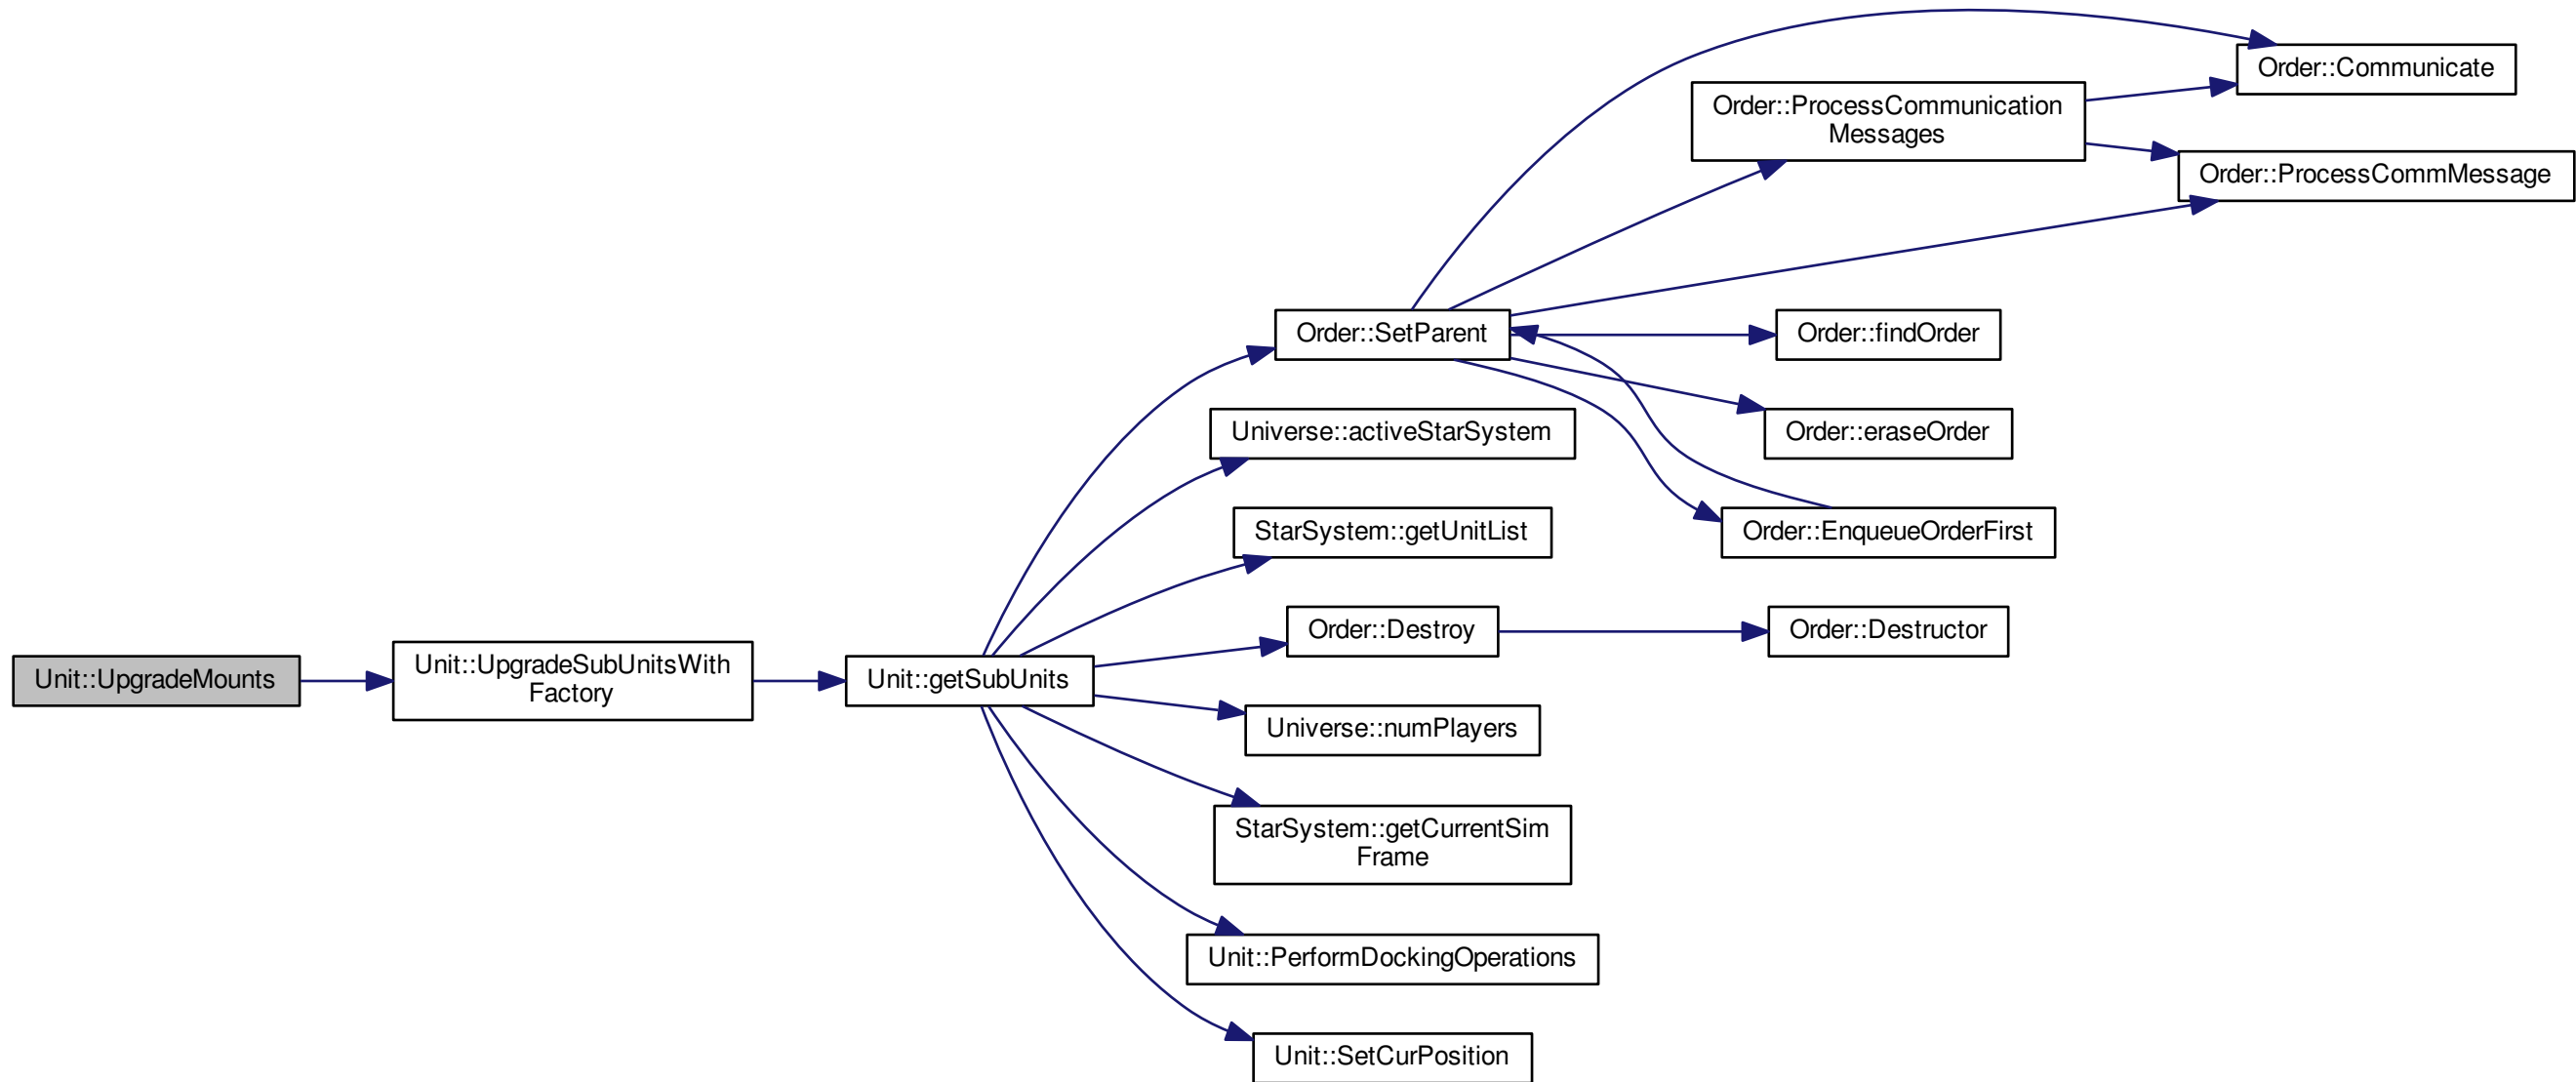 Order::Communicate
Order::ProcessCommunication
Messages
Order::ProcessCommMessage
Order::SetParent
Order::findOrder
Universe::activeStarSystem
Order::eraseOrder
StarSystem::getUnitList
Order::EnqueueOrderFirst
Order::Destroy
Order::Destructor
Unit::UpgradeMounts
Unit::UpgradeSubUnitsWith
Factory
Unit::getSubUnits
Universe::numPlayers
StarSystem::getCurrentSim
Frame
Unit::PerformDockingOperations
Unit::SetCurPosition